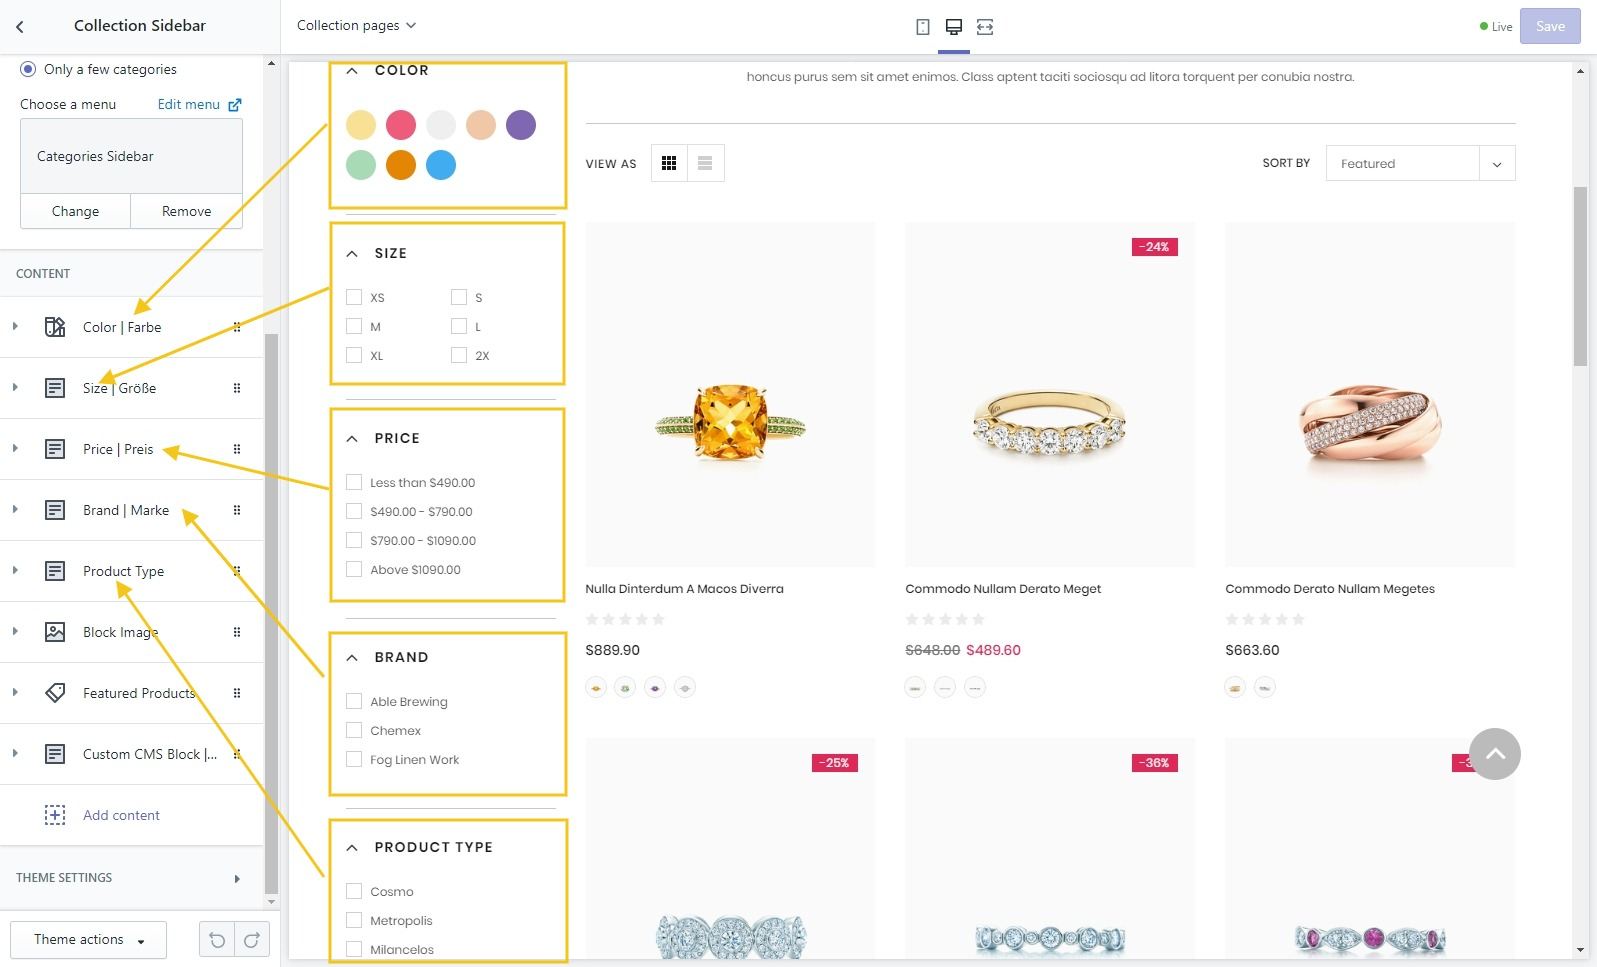 Collection Sidebar
Collection pages
Live
Save
Only a few categories
Choose a menu
Edit menu
Categories Sidebar
Change
Remove
CONTENT
Color | Farbe
Size | Größe
Price | Preis
Brand | Marke
Product Type
Block Image
Featured Products
Custom CMS Block |...
Add content
THEME SETTINGS
Theme actions
COLOR
SIZE
XS
S
M
L
XL
2X
PRICE
Less than $490.00
$490.00 - $790.00
$790.00 - $1090.00
Above $1090.00
BRAND
Able Brewing
Chemex
Fog Linen Work
PRODUCT TYPE
Cosmo
Metropolis
Milancelos
honcus purus sem sit amet enimos. Class aptent taciti sociosqu ad litora torquent per conubia nostra.
VIEW AS
SORT BY
Featured
-24%
Nulla Dinterdum A Macos Diverra
$889.90
Commodo Nullam Derato Meget
$648.00 $489.60
Commodo Derato Nullam Megetes
$663.60
-25%
-36%